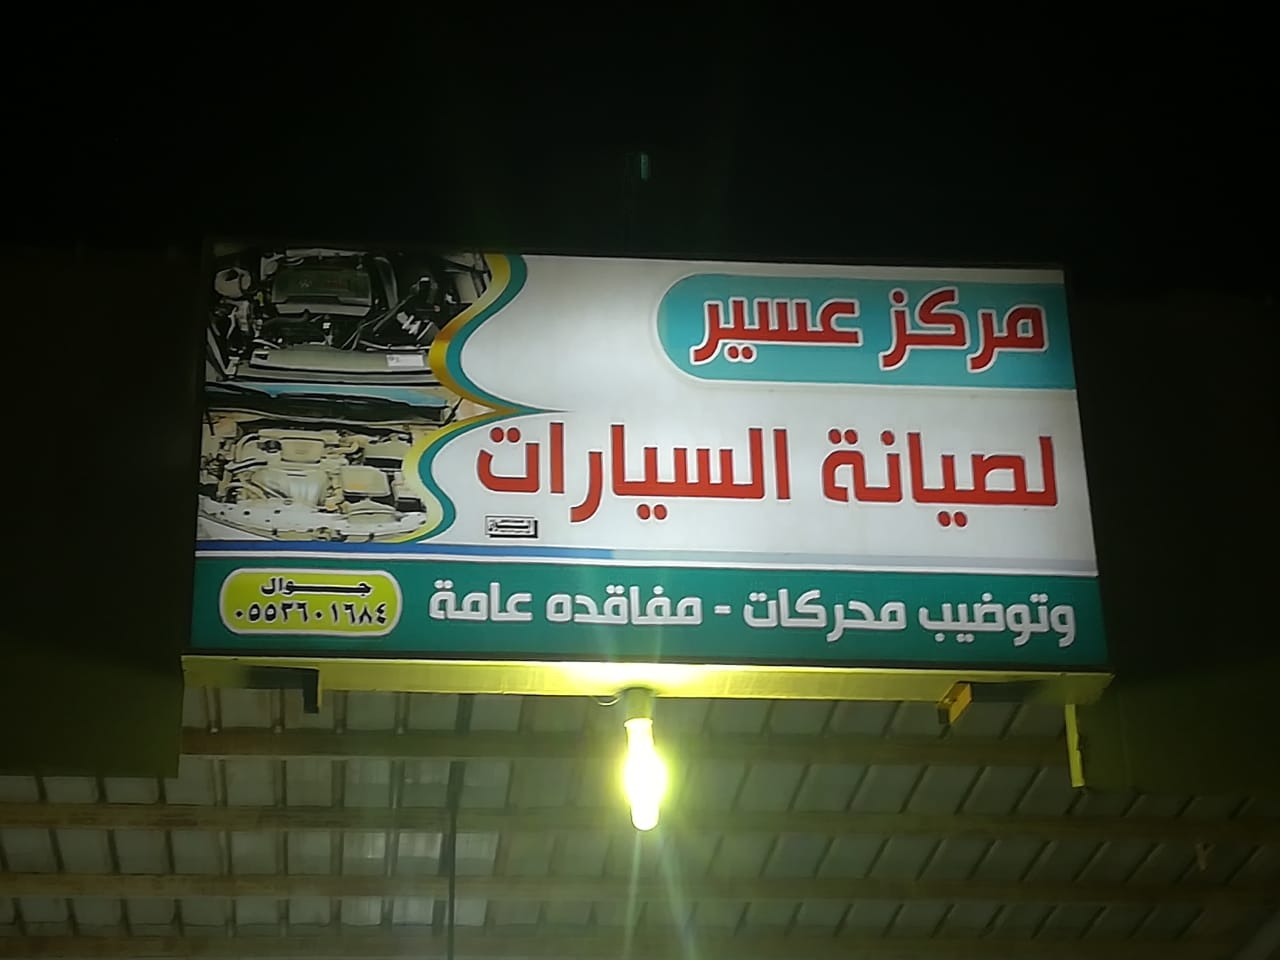 مركز عسير
لصيانة السيارات
وتوضيب محركات - مفاقده عامة
جوال
٠٥٥٣٦٠١٦٨٤